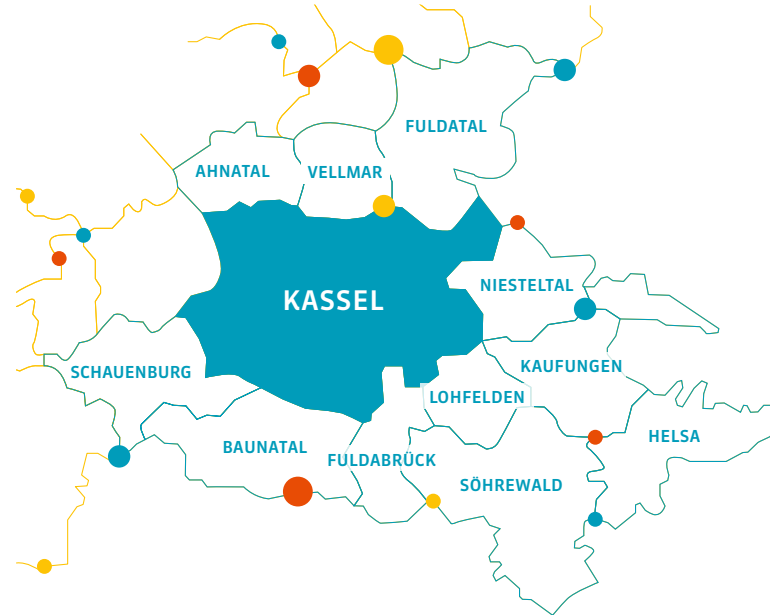 FULDATAL
AHNATAL
VELLMAR
NIESTELTAL
KASSEL
KAUFUNGEN
SCHAUENBURG
LOHFELDEN
HELSA
BAUNATAL
FULDABRÜCK
SÖHREWALD